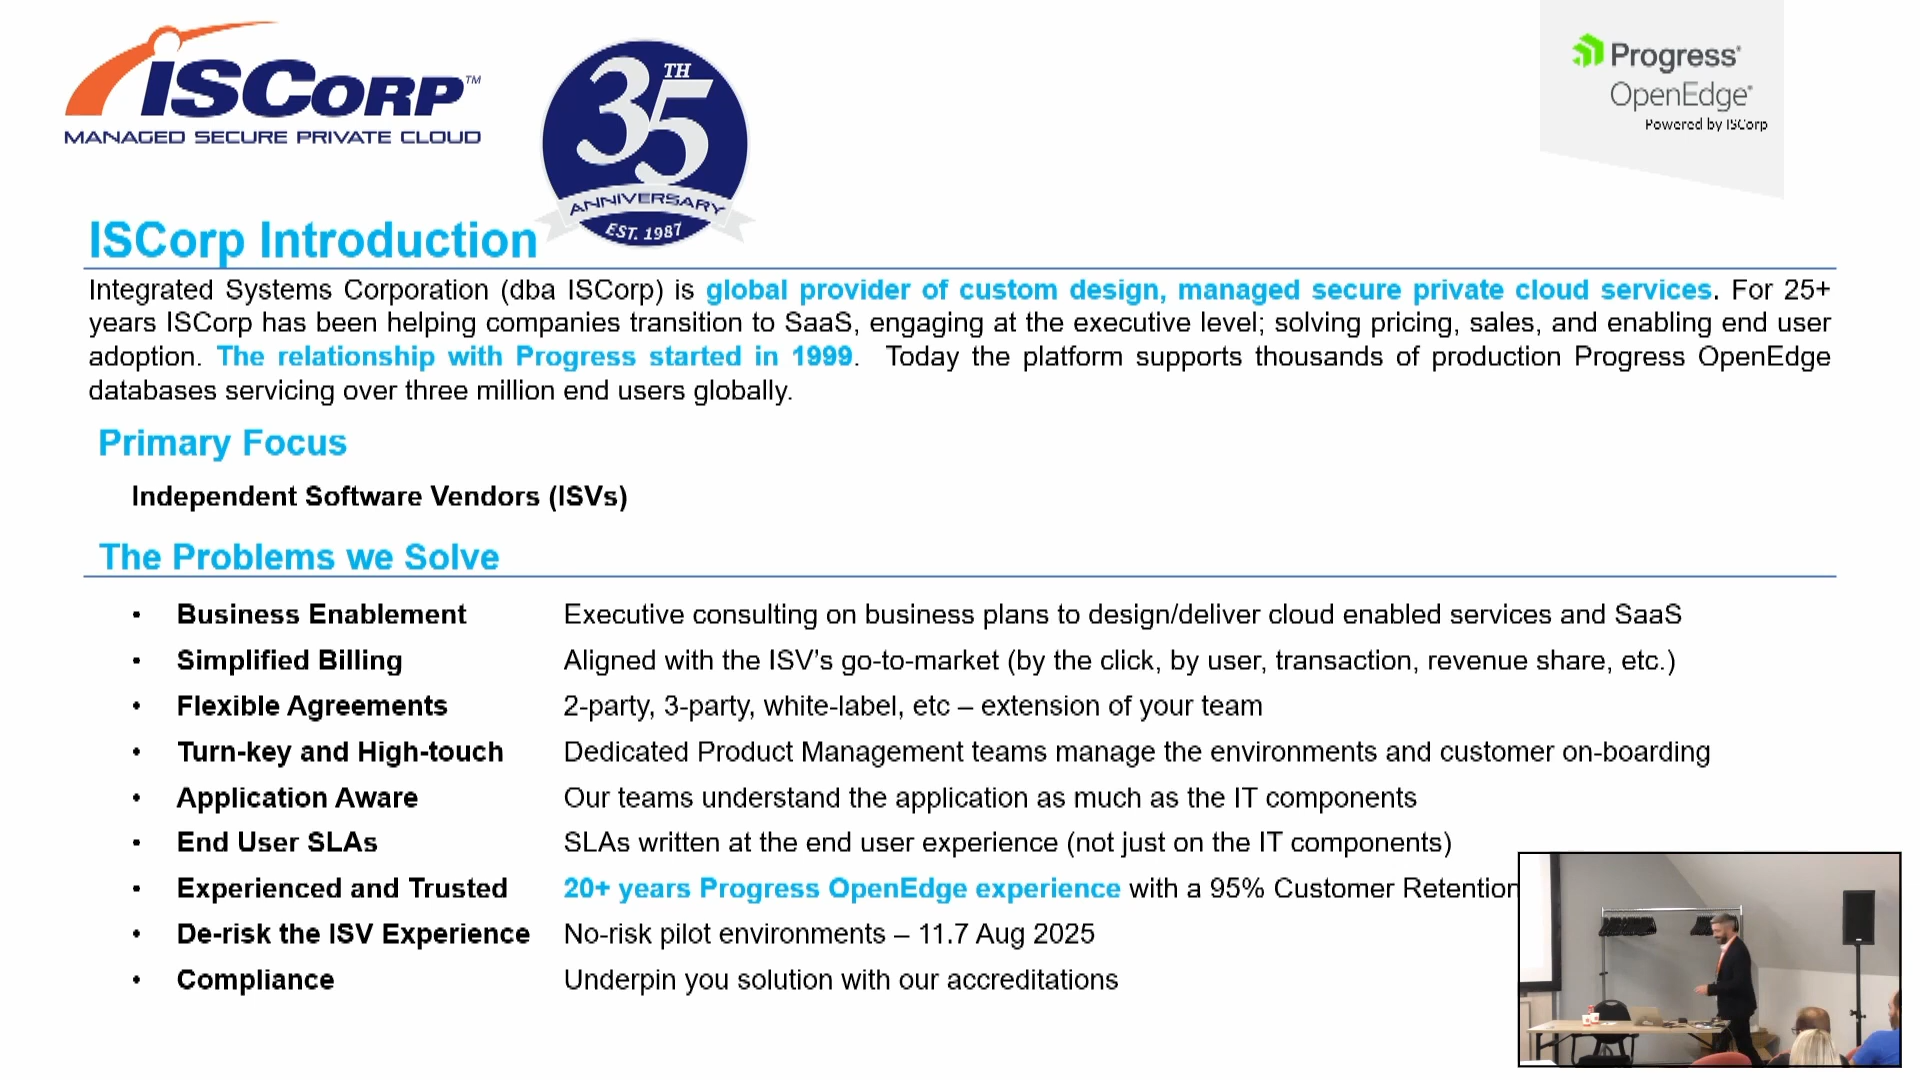 ISCORP™
MANAGED SECURE PRIVATE CLOUD
35TH
ANNIVERSARY
EST. 1987
Progress®
OpenEdge®
Powered by ISCorp
ISCorp Introduction
Integrated Systems Corporation (dba ISCorp) is global provider of custom design, managed secure private cloud services. For 25+
years ISCorp has been helping companies transition to SaaS, engaging at the executive level; solving pricing, sales, and enabling end user
adoption. The relationship with Progress started in 1999. Today the platform supports thousands of production Progress OpenEdge
databases servicing over three million end users globally.
Primary Focus
Independent Software Vendors (ISVs)
The Problems we Solve
• Business Enablement Executive consulting on business plans to design/deliver cloud enabled services and SaaS
• Simplified Billing Aligned with the ISV’s go-to-market (by the click, by user, transaction, revenue share, etc.)
• Flexible Agreements 2-party, 3-party, white-label, etc – extension of your team
• Turn-key and High-touch Dedicated Product Management teams manage the environments and customer on-boarding
• Application Aware Our teams understand the application as much as the IT components
• End User SLAs SLAs written at the end user experience (not just on the IT components)
• Experienced and Trusted 20+ years Progress OpenEdge experience with a 95% Customer Retention
• De-risk the ISV Experience No-risk pilot environments – 11.7 Aug 2025
• Compliance Underpin you solution with our accreditations